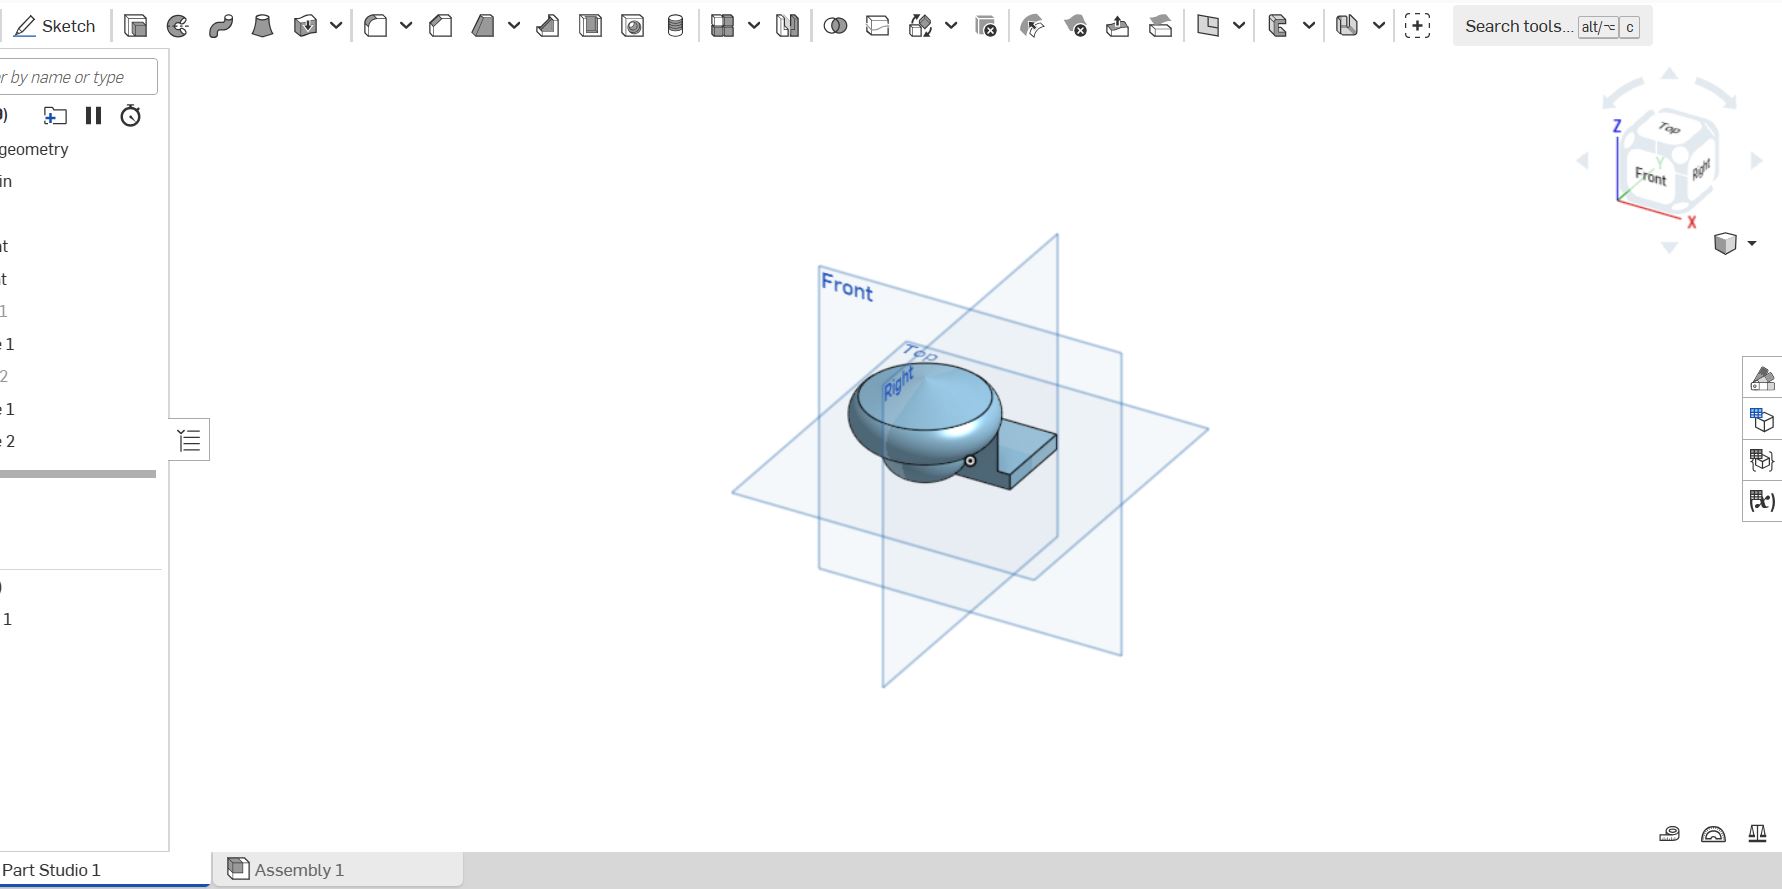 Sketch
Search tools... alt/⌥ c
r by name or type
)
geometry
in
nt
t
1
e 1
2
e 1
e 2
)
1
Front
Top
Right
Z
Top
Y
Front
Right
X
(x)
Part Studio 1
Assembly 1